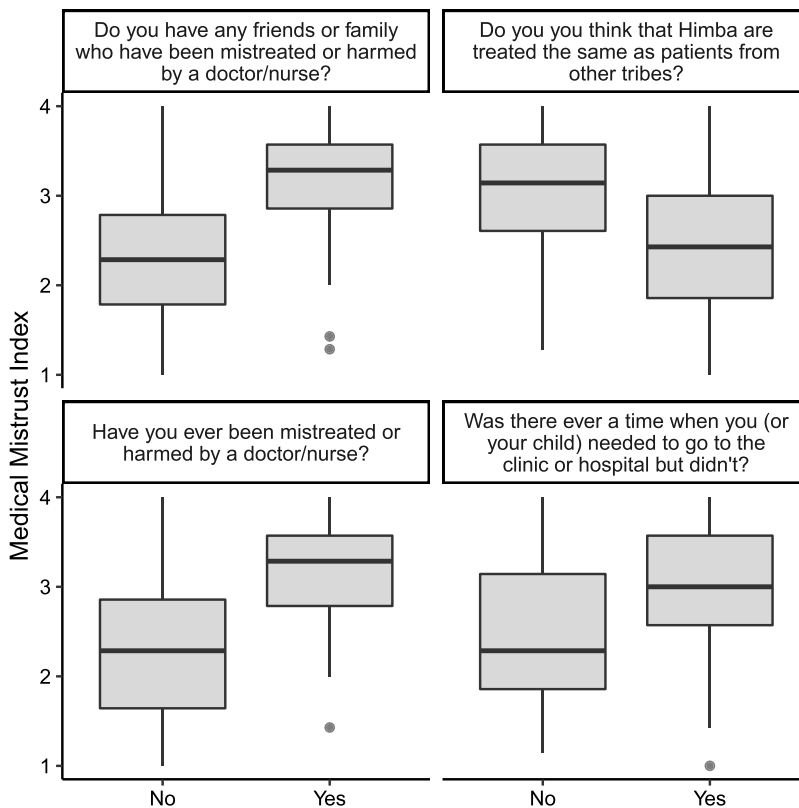 Do you have any friends or family
who have been mistreated or harmed
by a doctor/nurse?
Do you you think that Himba are
treated the same as patients from
other tribes?
4
3
2
1
Medical Mistrust Index
Have you ever been mistreated or
harmed by a doctor/nurse?
Was there ever a time when you (or
your child) needed to go to the
clinic or hospital but didn't?
4
3
2
1
No
Yes
No
Yes